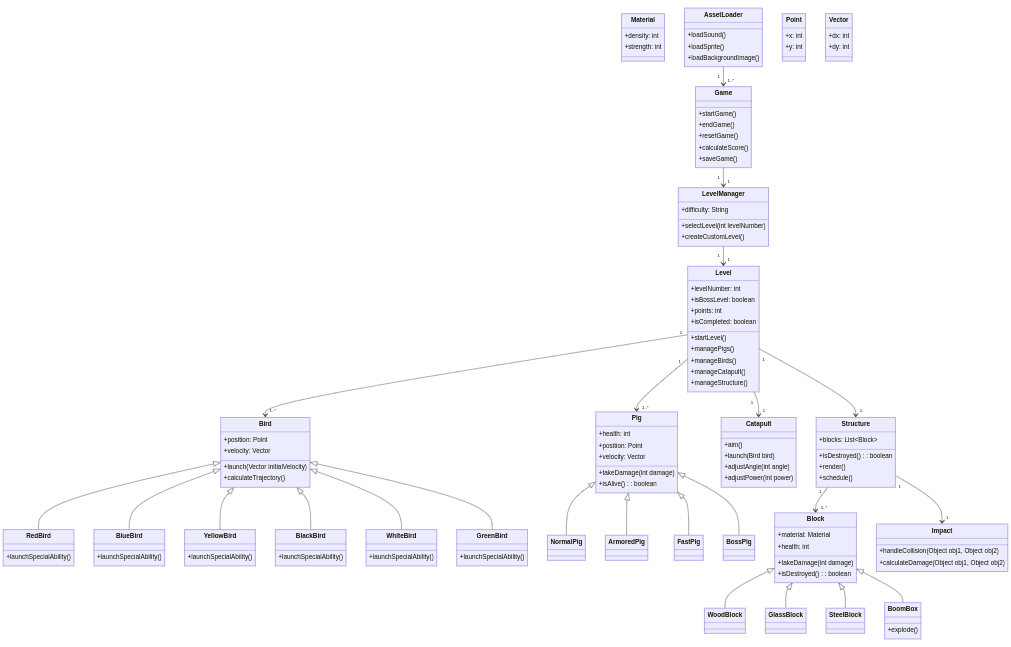 Material
+density: int
+strength: int
AssetLoader
+loadSound()
+loadSprite()
+loadBackgroundImage()
Point
+x: int
+y: int
Vector
+dx: int
+dy: int
1
1..*
Game
+startGame()
+endGame()
+resetGame()
+calculateScore()
+saveGame()
1
1
LevelManager
+difficulty: String
+selectLevel(int levelNumber)
+createCustomLevel()
1
1
Level
+levelNumber: int
+isBossLevel: boolean
+points: int
+isCompleted: boolean
+startLevel()
+managePigs()
+manageBirds()
+manageCatapult()
+manageStructure()
1
1
1
1
1..*
1..*
1
1
Bird
+position: Point
+velocity: Vector
+launch(Vector initialVelocity)
+calculateTrajectory()
Pig
+health: int
+position: Point
+velocity: Vector
+takeDamage(int damage)
+isAlive() : : boolean
Catapult
+aim()
+launch(Bird bird)
+adjustAngle(int angle)
+adjustPower(int power)
Structure
+blocks: List<Block>
+isDestroyed() : : boolean
+render()
+schedule()
1
1
1..*
1
RedBird
+launchSpecialAbility()
BlueBird
+launchSpecialAbility()
YellowBird
+launchSpecialAbility()
BlackBird
+launchSpecialAbility()
WhiteBird
+launchSpecialAbility()
GreenBird
+launchSpecialAbility()
NormalPig
ArmoredPig
FastPig
BossPig
Block
+material: Material
+health: int
+takeDamage(int damage)
+isDestroyed() : : boolean
Impact
+handleCollision(Object obj1, Object obj2)
+calculateDamage(Object obj1, Object obj2)
WoodBlock
GlassBlock
SteelBlock
BoomBox
+explode()